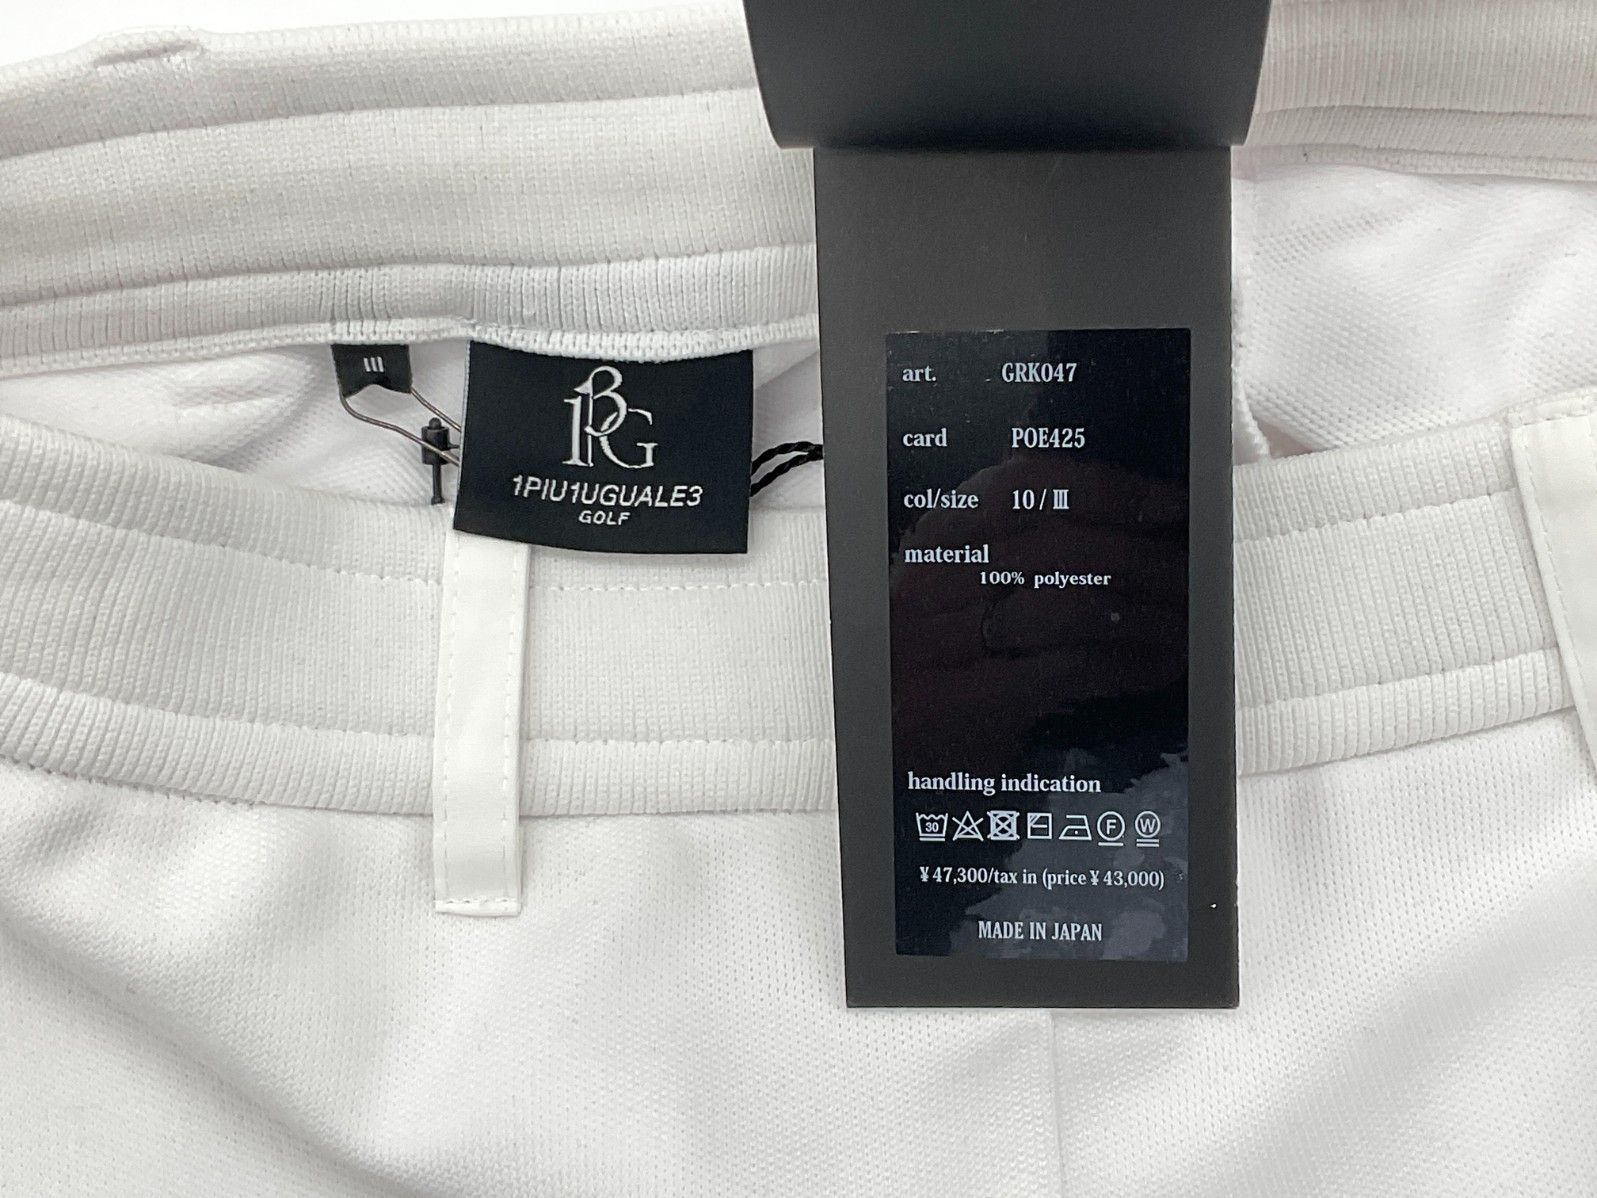 III
1PIU1UGUALE3
GOLF
art. GRK047
card POE425
col/size 10 / Ⅲ
material
100% polyester
handling indication
30 F W
¥47,300/tax in (price ¥43,000)
MADE IN JAPAN